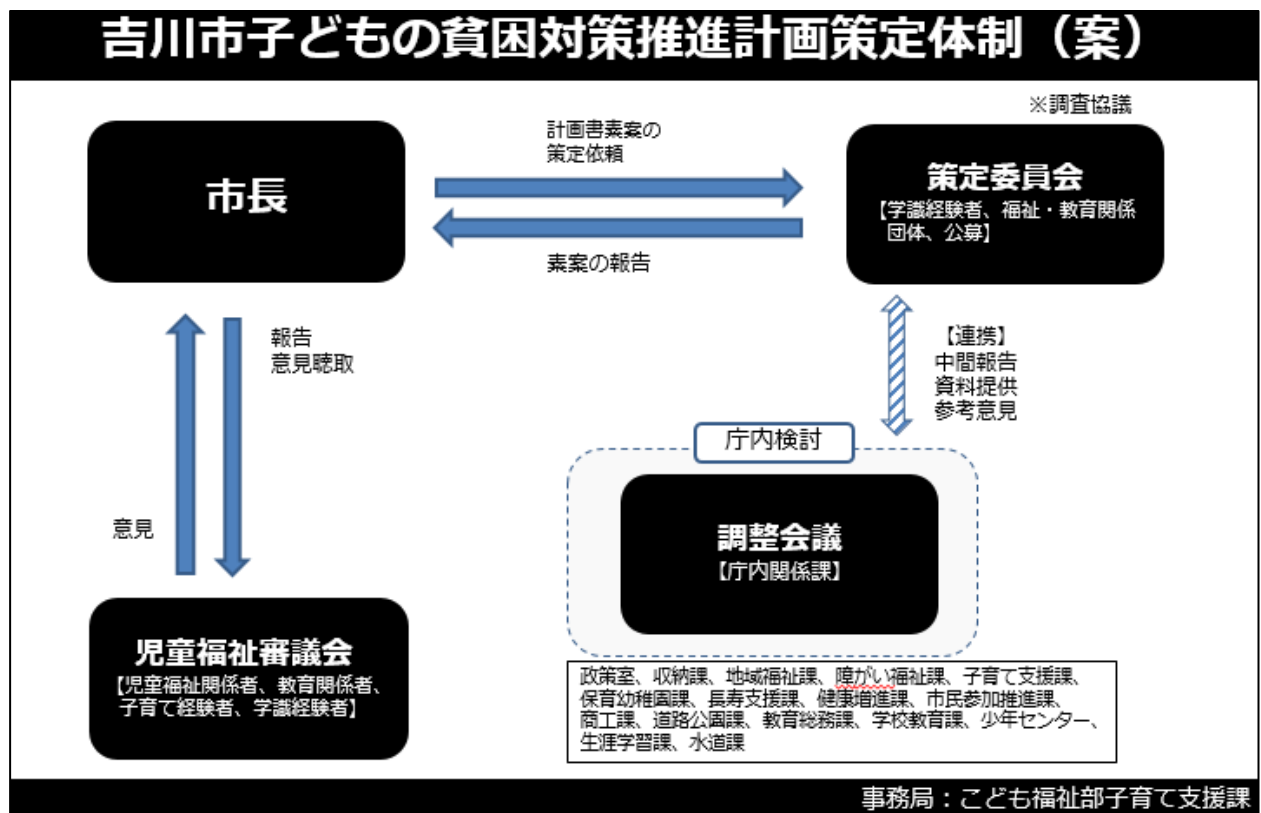 吉川市子どもの貧困対策推進計画策定体制（案）
※調査協議
市長
計画書素案の
策定依頼
素案の報告
策定委員会
【学識経験者、福祉・教育関係
団体、公募】
報告
意見聴取
意見
【連携】
中間報告
資料提供
参考意見
庁内検討
調整会議
【庁内関係課】
児童福祉審議会
【児童福祉関係者、教育関係者、
子育て経験者、学識経験者】
政策室、収納課、地域福祉課、障がい福祉課、子育て支援課、
保育幼稚園課、長寿支援課、健康増進課、市民参加推進課、
商工課、道路公園課、教育総務課、学校教育課、少年センター、
生涯学習課、水道課
事務局：こども福祉部子育て支援課